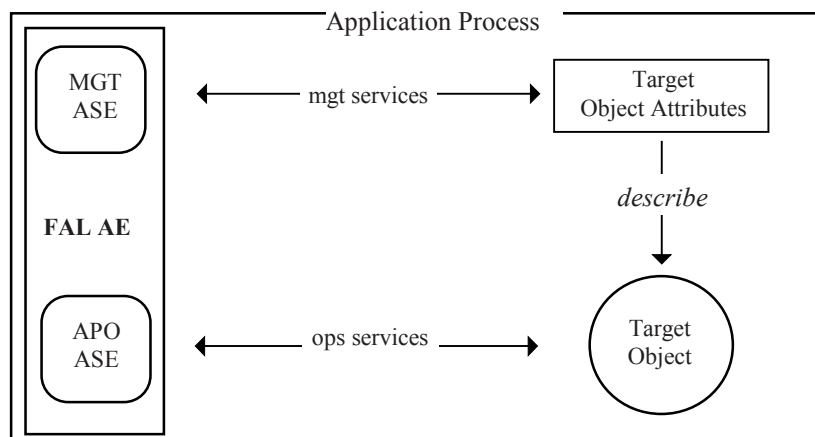 Application Process
MGT
ASE
mgt services
Target
Object Attributes
describe
FAL AE
APO
ASE
ops services
Target
Object